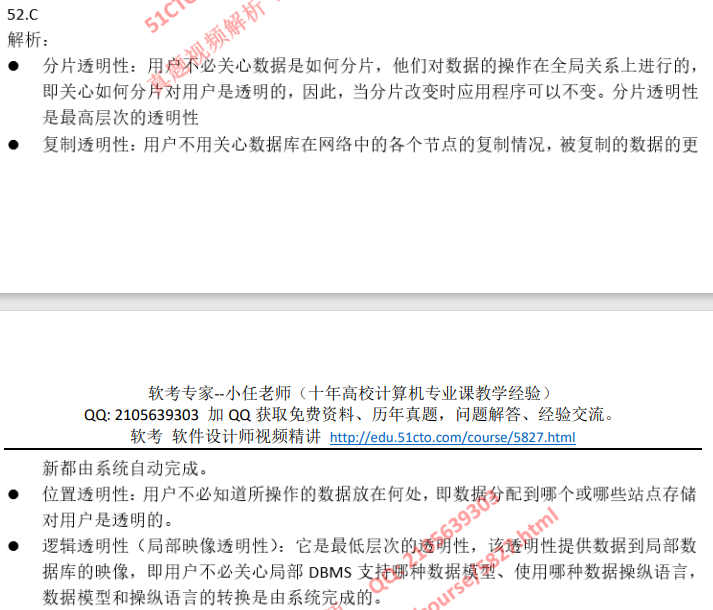 52.C
解析：
● 分片透明性：用户不必关心数据是如何分片，他们对数据的操作在全局关系上进行的，
即关心如何分片对用户是透明的，因此，当分片改变时应用程序可以不变。分片透明性
是最高层次的透明性
● 复制透明性：用户不用关心数据库在网络中的各个节点的复制情况，被复制的数据的更
51CTO
真题视频解析
软考专家--小任老师（十年高校计算机专业课教学经验）
QQ: 2105639303 加 QQ 获取免费资料、历年真题，问题解答、经验交流。
软考 软件设计师视频精讲 http://edu.51cto.com/course/5827.html
新都由系统自动完成。
● 位置透明性：用户不必知道所操作的数据放在何处，即数据分配到哪个或哪些站点存储
对用户是透明的。
● 逻辑透明性（局部映像透明性）：它是最低层次的透明性，该透明性提供数据到局部数
据库的映像，即用户不必关心局部 DBMS 支持哪种数据模型、使用哪种数据操纵语言，
数据模型和操纵语言的转换是由系统完成的。
QQ 2105639303
course/5827.html